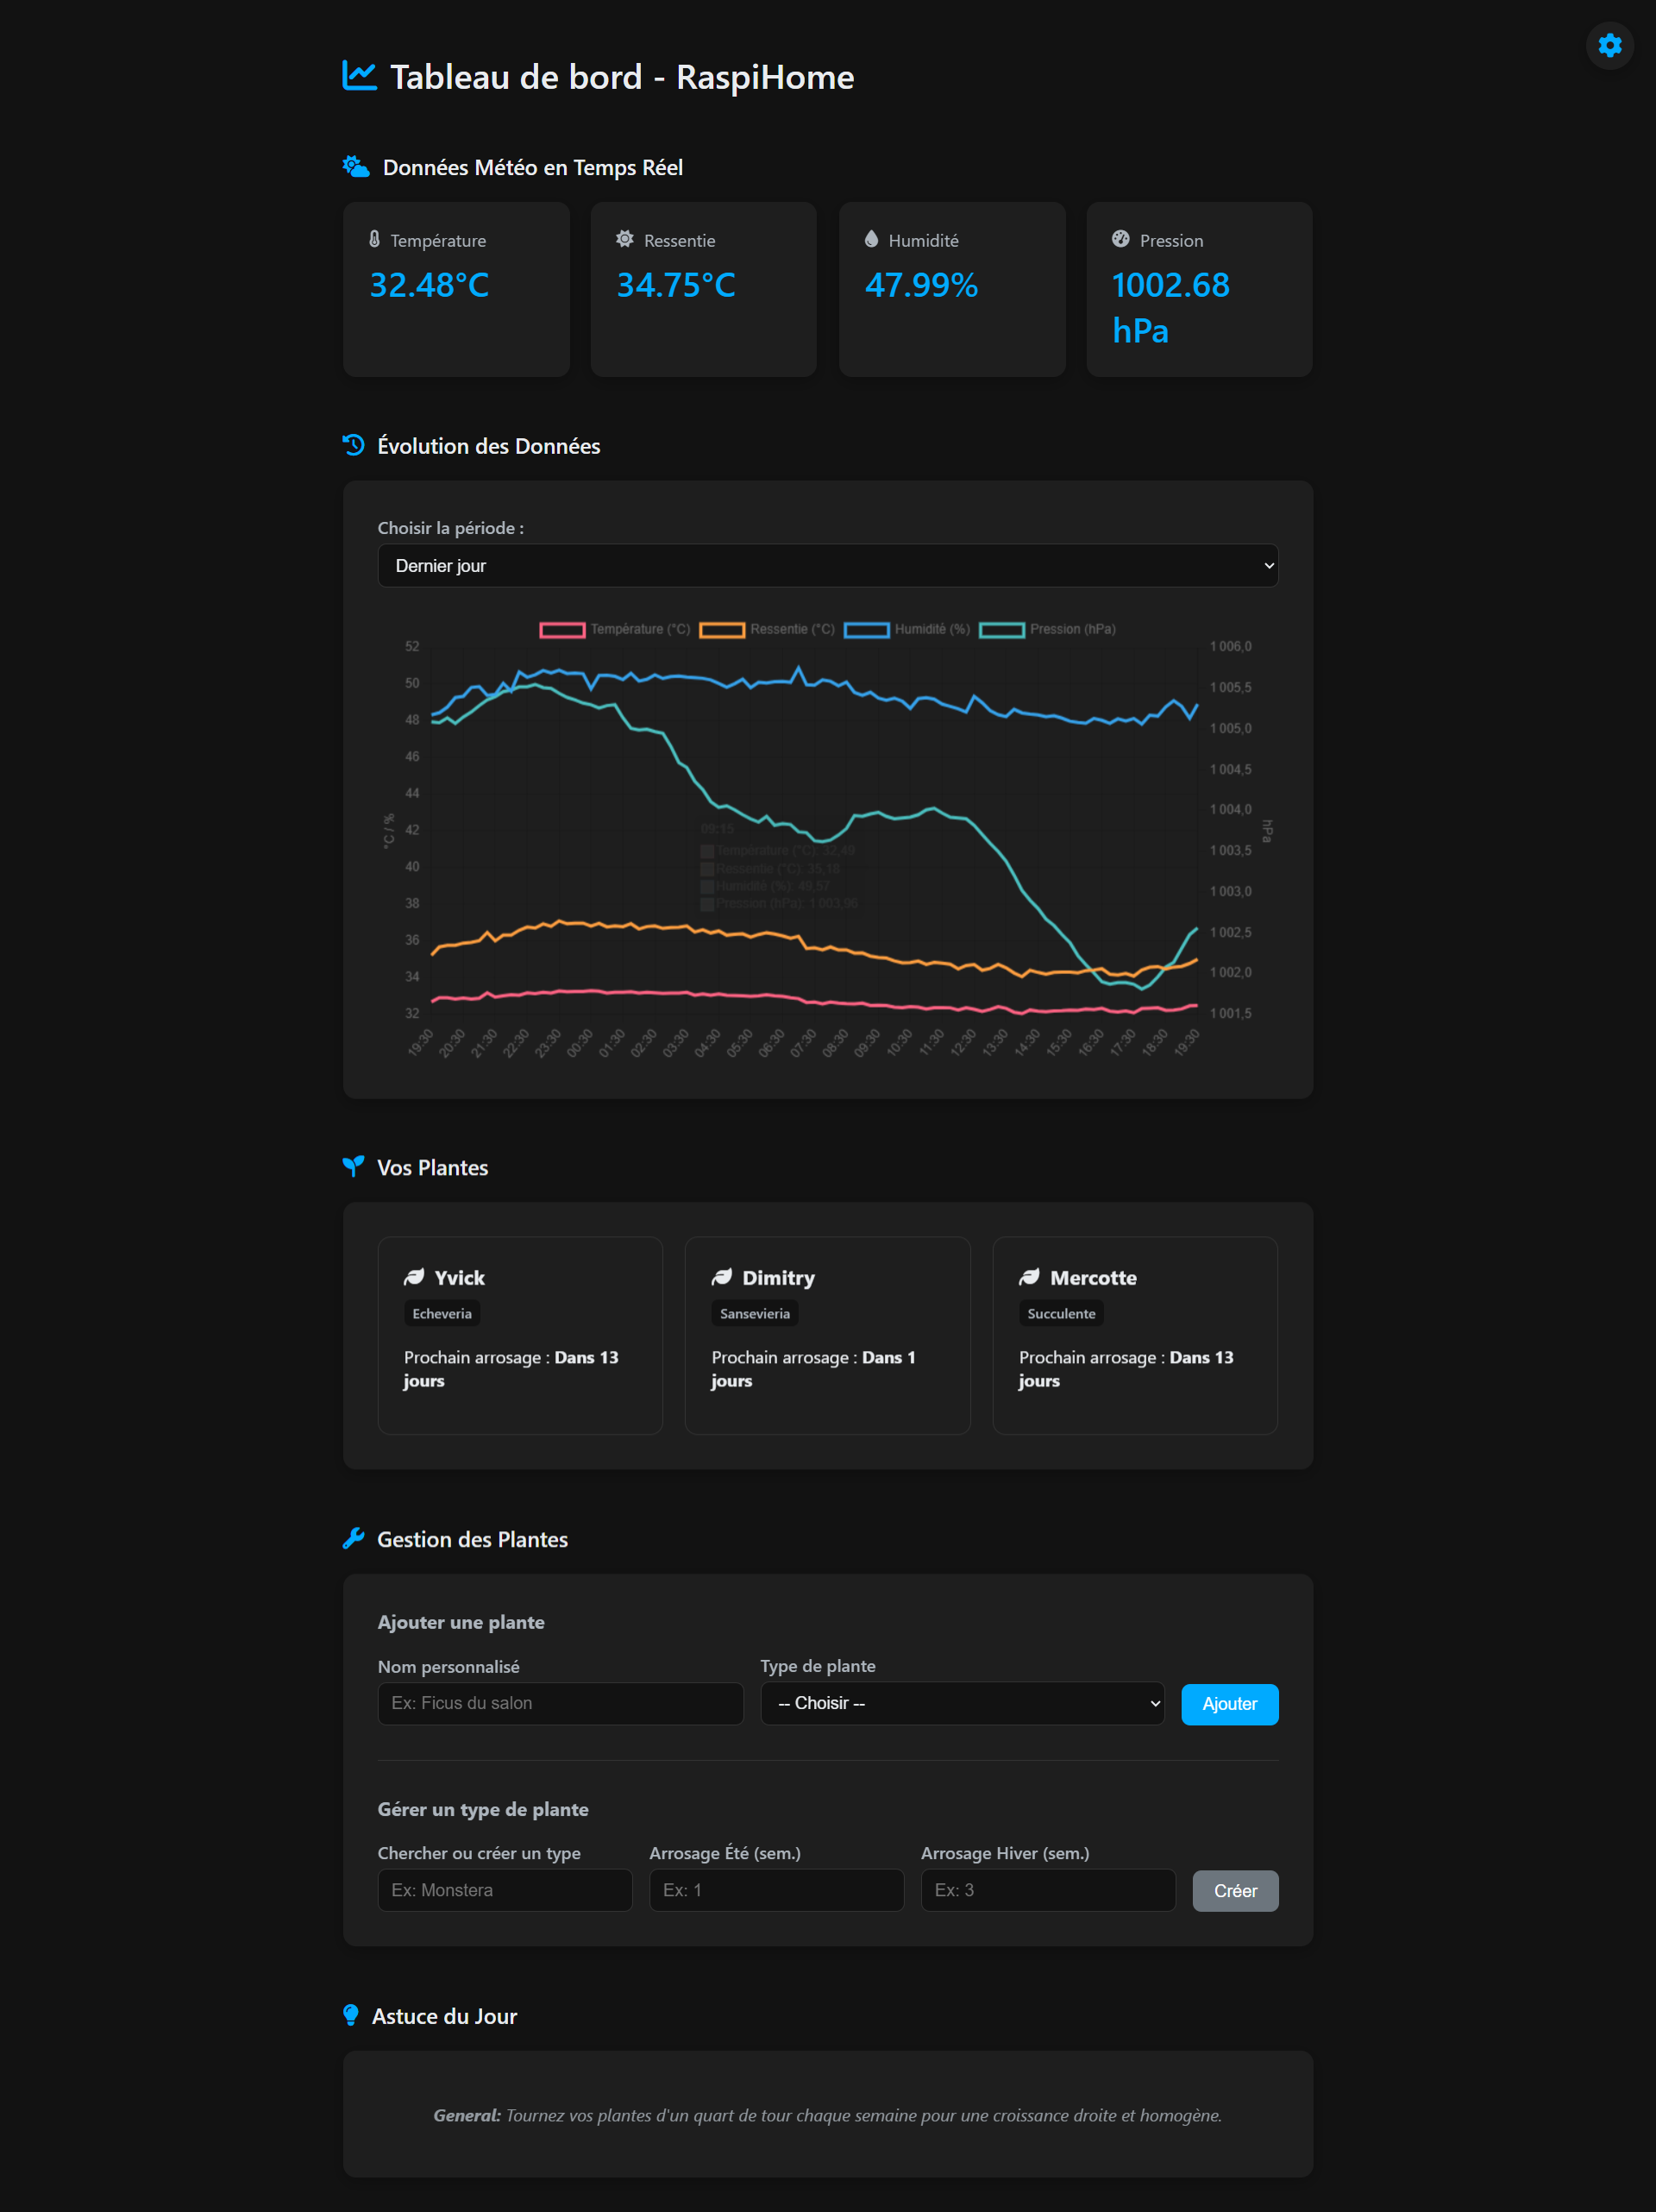 Tableau de bord - RaspiHome
Données Météo en Temps Réel
Température
32.48°C
Ressentie
34.75°C
Humidité
47.99%
Pression
1002.68
hPa
Évolution des Données
Choisir la période :
Dernier jour
Température (°C) Ressentie (°C) Humidité (%) Pression (hPa)
°C / %
52
50
48
46
44
42
40
38
36
34
32
1 006,0
1 005,5
1 005,0
1 004,5
1 004,0
1 003,5
1 003,0
1 002,5
1 002,0
1 001,5
hPa
09:15
Température (°C): 32,49
Ressentie (°C): 35,18
Humidité (%): 49,57
Pression (hPa): 1 003,96
19:30 20:30 21:30 22:30 23:30 00:30 01:30 02:30 03:30 04:30 05:30 06:30 07:30 08:30 09:30 10:30 11:30 12:30 13:30 14:30 15:30 16:30 17:30 18:30 19:30
Vos Plantes
Yvick
Echeveria
Prochain arrosage : Dans 13
jours
Dimitry
Sansevieria
Prochain arrosage : Dans 1
jours
Mercotte
Succulente
Prochain arrosage : Dans 13
jours
Gestion des Plantes
Ajouter une plante
Nom personnalisé
Ex: Ficus du salon
Type de plante
-- Choisir --
Ajouter
Gérer un type de plante
Chercher ou créer un type
Ex: Monstera
Arrosage Été (sem.)
Ex: 1
Arrosage Hiver (sem.)
Ex: 3
Créer
Astuce du Jour
General: Tournez vos plantes d'un quart de tour chaque semaine pour une croissance droite et homogène.